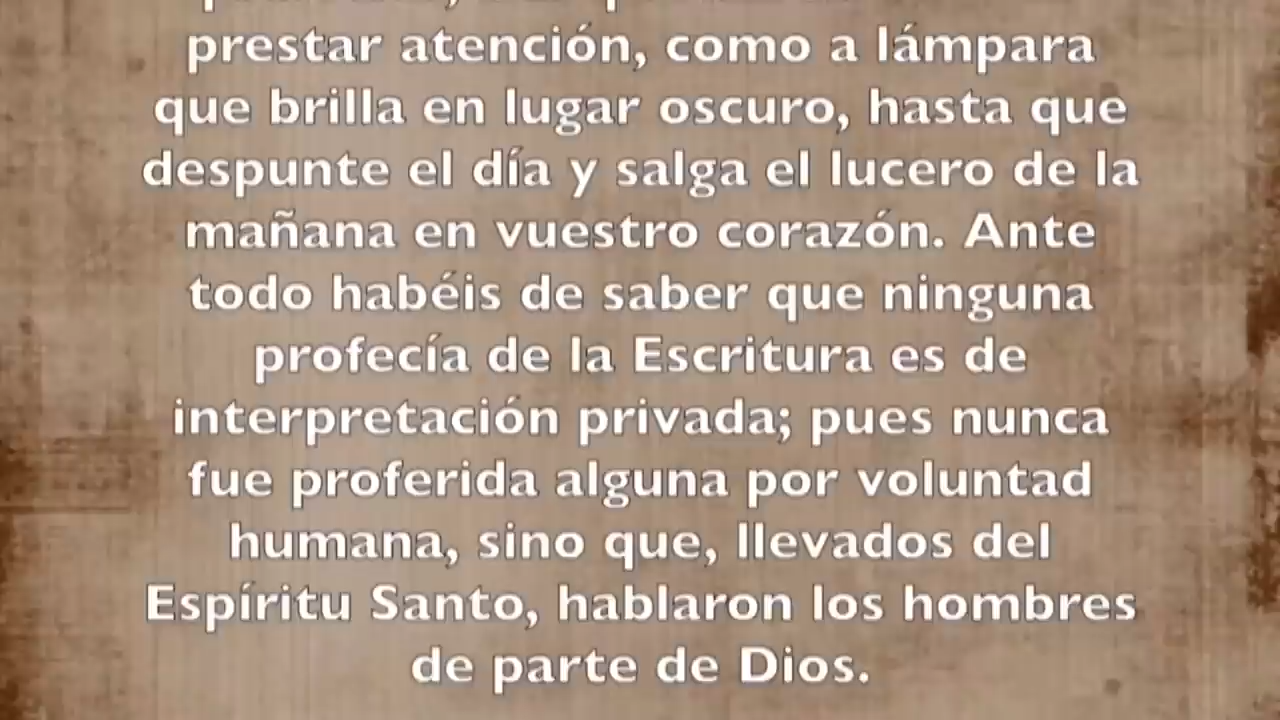 prestar atención, como a lámpara
que brilla en lugar oscuro, hasta que
despunte el día y salga el lucero de la
mañana en vuestro corazón. Ante
todo habéis de saber que ninguna
profecía de la Escritura es de
interpretación privada; pues nunca
fue proferida alguna por voluntad
humana, sino que, llevados del
Espíritu Santo, hablaron los hombres
de parte de Dios.